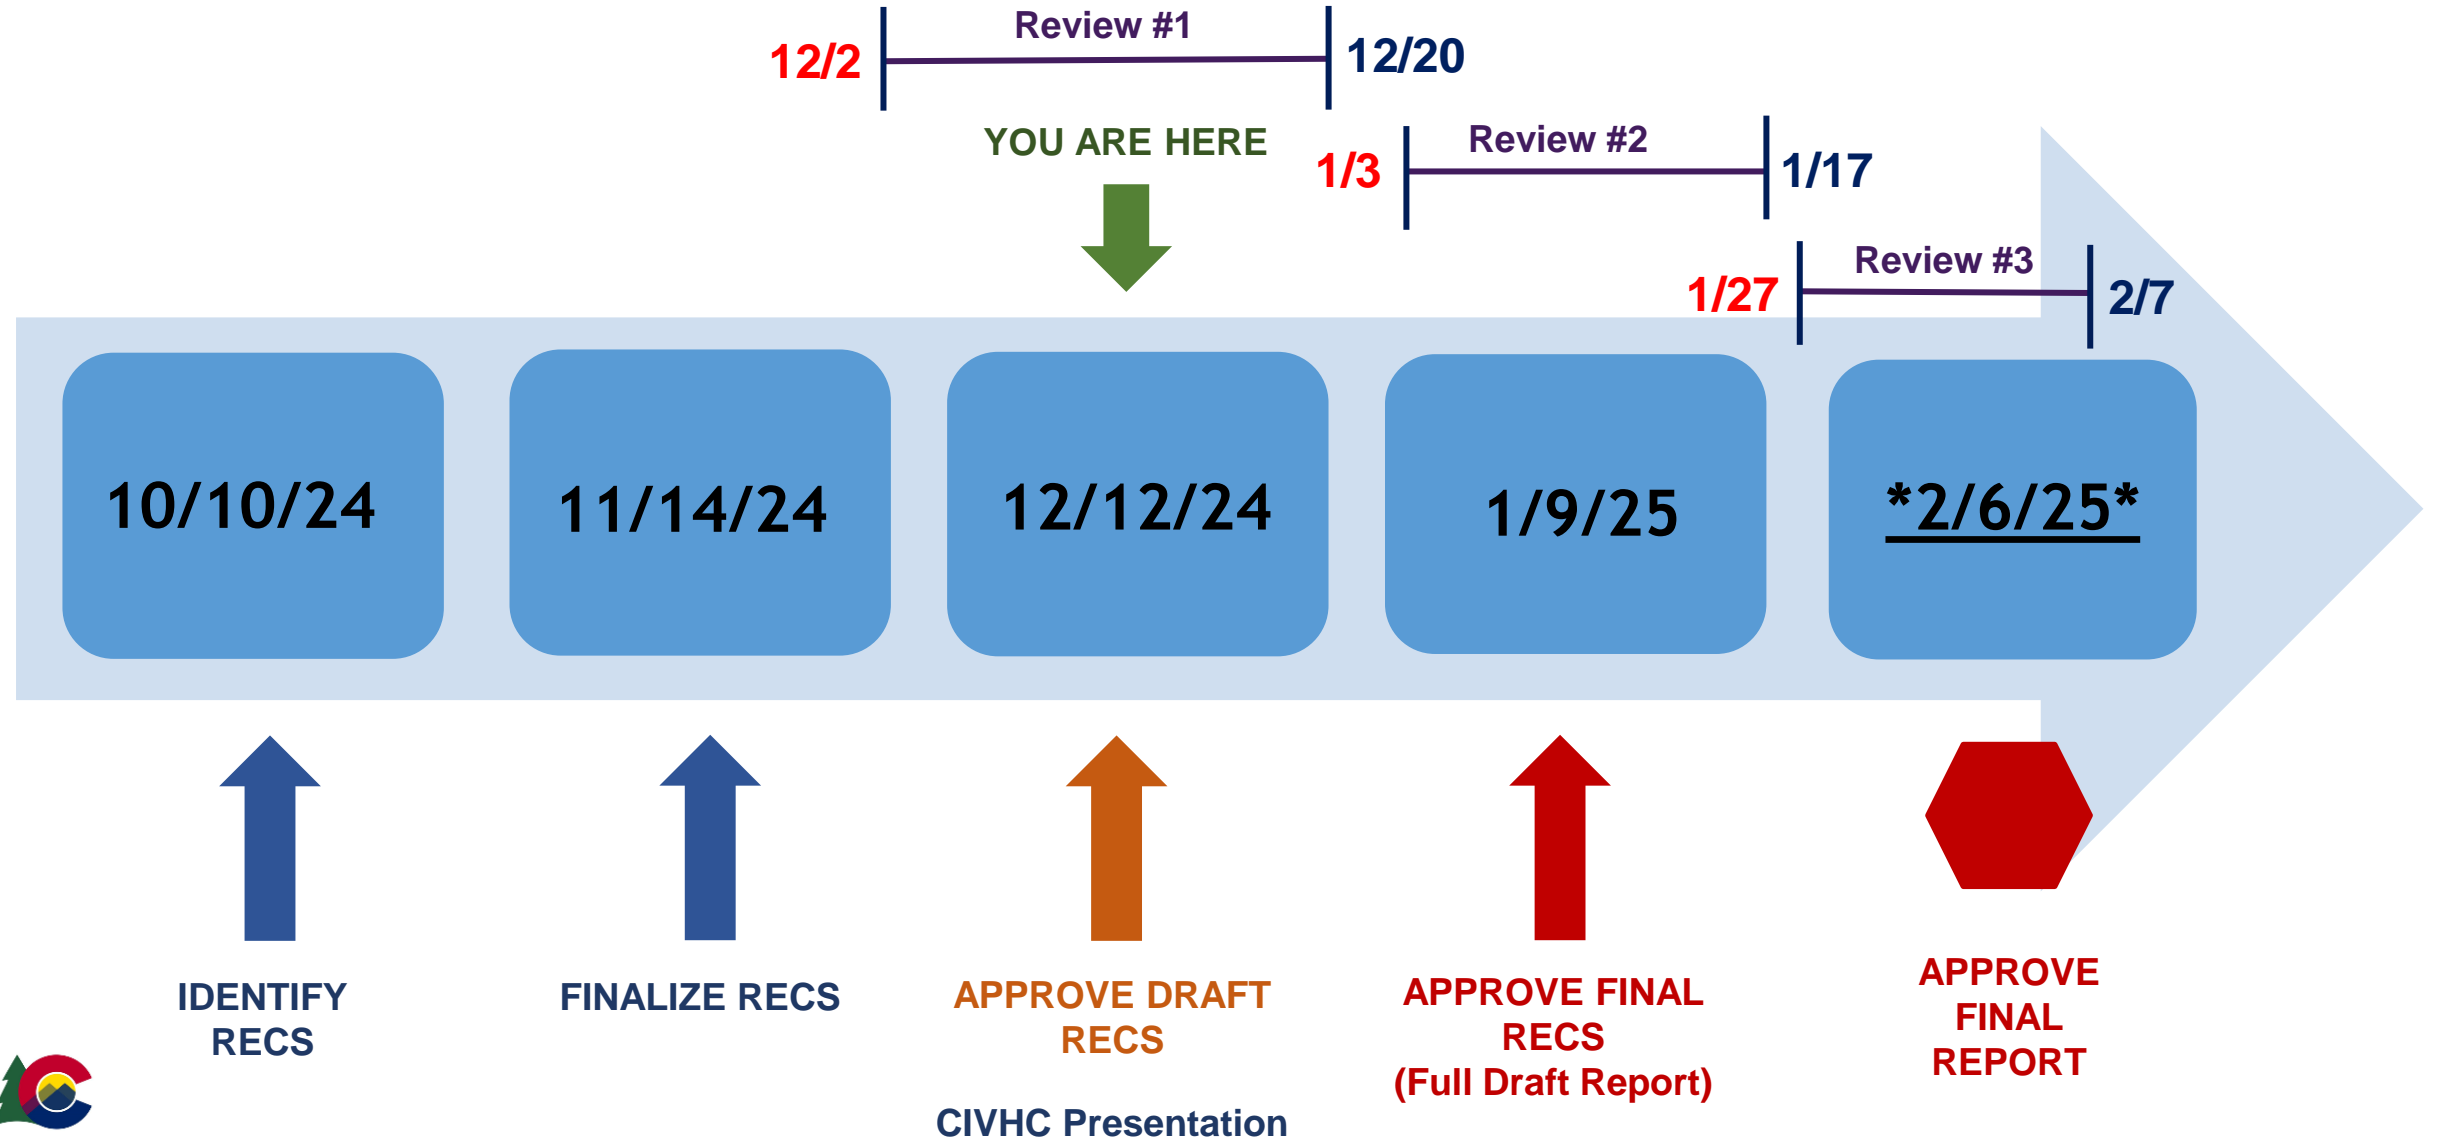 Review #1
12/2
12/20
YOU ARE HERE
Review #2
1/3
1/17
Review #3
1/27
2/7
10/10/24
11/14/24
12/12/24
1/9/25
*2/6/25*
IDENTIFY
RECS
FINALIZE RECS
APPROVE DRAFT
RECS
CIVHC Presentation
APPROVE FINAL
RECS
(Full Draft Report)
APPROVE
FINAL
REPORT